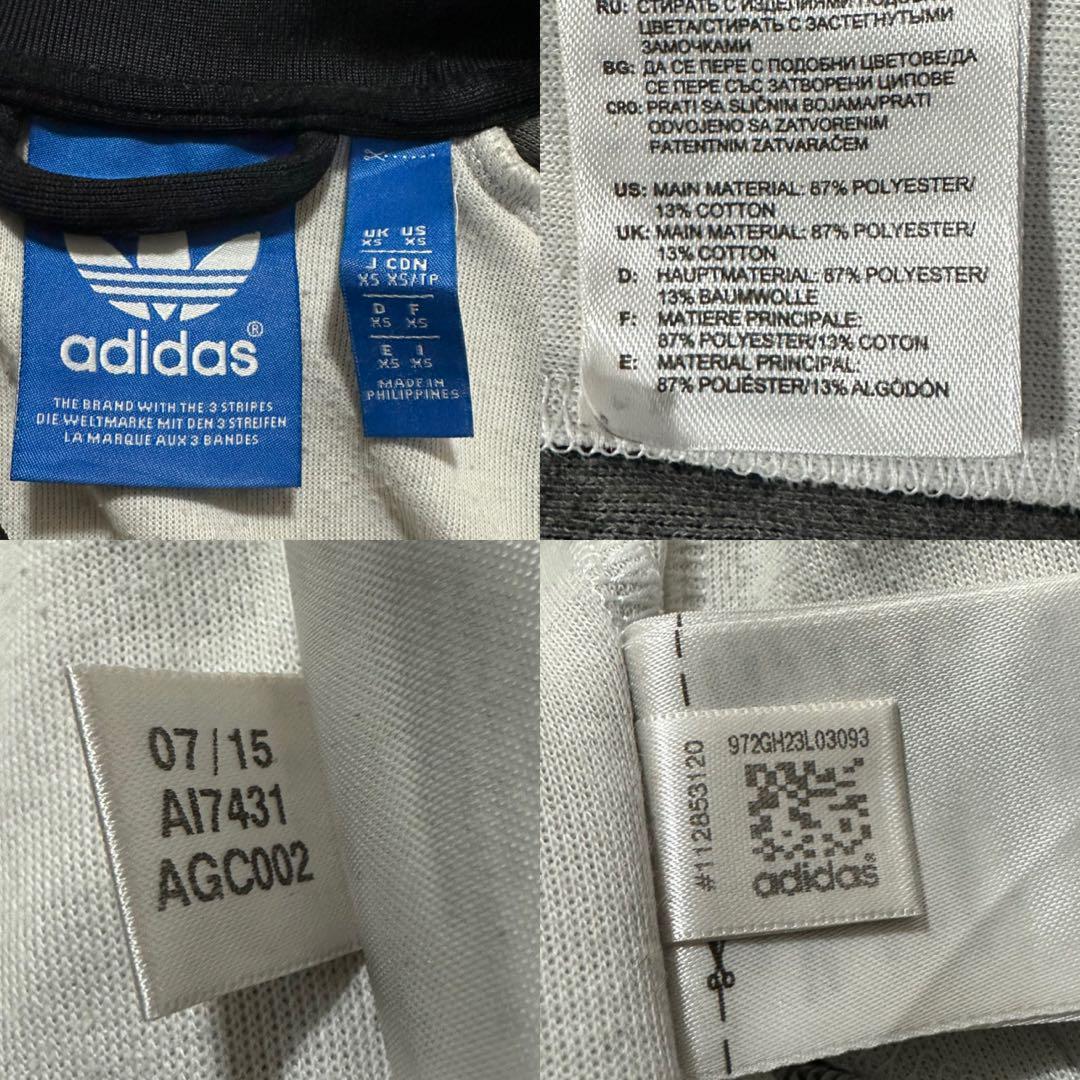 adidas®
THE BRAND WITH THE 3 STRIPES
DIE WELTMARKE MIT DEN 3 STREIFEN
LA MARQUE AUX 3 BANDES
UK US
XS XS
J CDN
XS XS/TP
D F
XS XS
E I
XS XS
MADE IN
PHILIPPINES
RU: СТИРАТЬ С ИЗДЕЛИЯМИ
ЦВЕТА/СТИРАТЬ С ЗАСТЕГНУТЫМИ
ЗАМОЧКАМИ
BG: ДА СЕ ПЕРЕ С ПОДОБНИ ЦВЕТОВЕ/ДА
СЕ ПЕРЕ СЪС ЗАТВОРЕНИ ЦИПОВЕ
CRO: PRATI SA SLIČNIM BOJAMA/PRATI
ODVOJENO SA ZATVORENIM
PATENTNIM ZATVARAČEM
US: MAIN MATERIAL: 87% POLYESTER/
13% COTTON
UK: MAIN MATERIAL: 87% POLYESTER/
13% COTTON
D: HAUPTMATERIAL: 87% POLYESTER/
13% BAUMWOLLE
F: MATIERE PRINCIPALE:
87% POLYESTER/13% COTON
E: MATERIAL PRINCIPAL:
87% POLIÉSTER/13% ALGODÓN
07/15
AI7431
AGC002
#112853120
972GH23L03093
adidas®